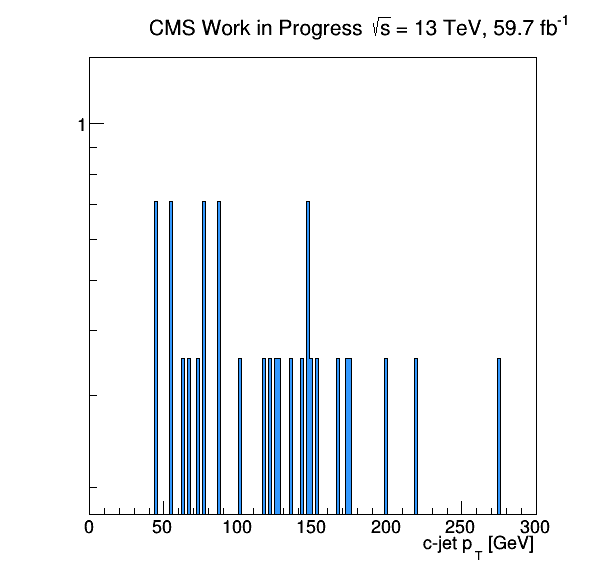 CMS Work in Progress √s = 13 TeV, 59.7 fb⁻¹
1
0 50 100 150 200 250 300
c-jet p_T [GeV]